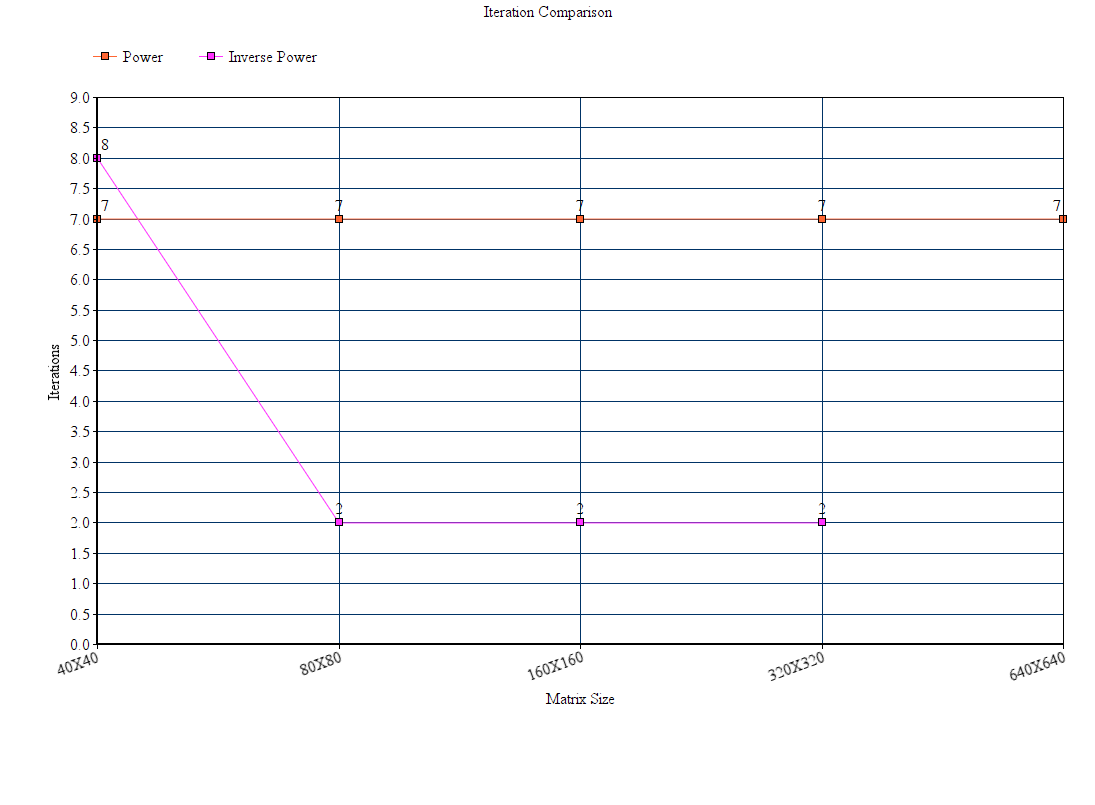 Iteration Comparison
Power Inverse Power
9.0
8.5
8
8.0
7.5
7 7 7 7 7
7.0
6.5
6.0
5.5
5.0
4.5
4.0
3.5
3.0
2.5
2 2 2
2.0
1.5
1.0
0.5
0.0
Iterations
40X40 80X80 160X160 320X320 640X640
Matrix Size